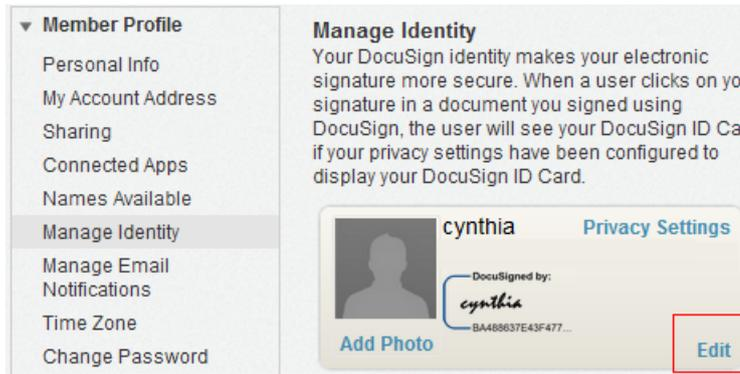 Member Profile
Personal Info
My Account Address
Sharing
Connected Apps
Names Available
Manage Identity
Manage Email
Notifications
Time Zone
Change Password
Manage Identity
Your DocuSign identity makes your electronic
signature more secure. When a user clicks on yo
signature in a document you signed using
DocuSign, the user will see your DocuSign ID Ca
if your privacy settings have been configured to
display your DocuSign ID Card.
cynthia
Privacy Settings
DocuSigned by:
cynthia
BA488637E43F477...
Add Photo
Edit